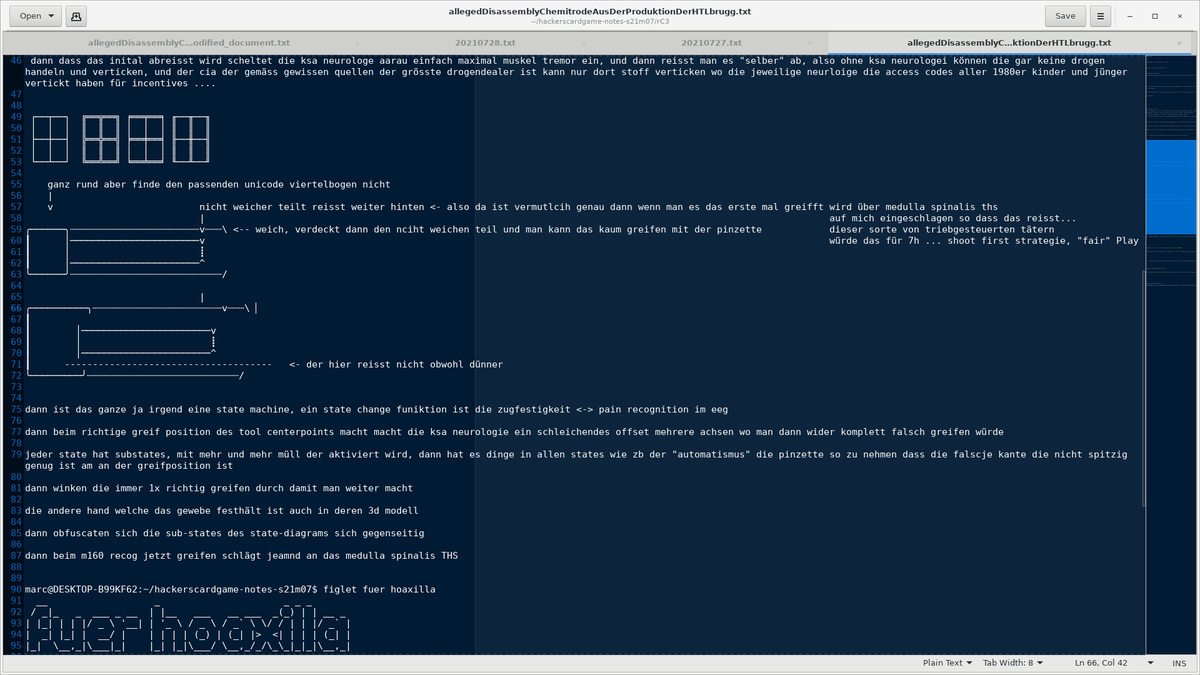 Open
allegedDisassemblyChemitrodeAusDerProduktionDerHTLbrugg.txt
~/hackerscardgame-notes-s21m07/rC3
Save
allegedDisassemblyC...odified_document.txt
20210728.txt
20210727.txt
allegedDisassemblyC...ktionDerHTLbrugg.txt
46 dann dass das inital abreisst wird scheltet die ksa neurologe aarau einfach maximal muskel tremor ein, und dann reisst man es "selber" ab, also ohne ksa neurologei können die gar keine drogen
handeln und verticken, und der cia der gemäss gewissen quellen der grösste drogendealer ist kann nur dort stoff verticken wo die jeweilige neurloige die access codes aller 1980er kinder und jünger
vertickt haben für incentives ....
47
48
49
50
51
52
53
54
55 ganz rund aber finde den passenden unicode viertelbogen nicht
56 |
57 v nicht weicher teilt reisst weiter hinten <- also da ist vermutlcih genau dann wenn man es das erste mal greifft wird über medulla spinalis ths
58 | auf mich eingeschlagen so dass das reisst...
59 v \ <-- weich, verdeckt dann den nciht weichen teil und man kann das kaum greifen mit der pinzette dieser sorte von triebgesteuerten tätern
60 v würde das für 7h ... shoot first strategie, "fair" Play
61
62 ^
63 /
64
65 |
66 v \
67
68 v
69
70 ^
71 ------------------------------------ <- der hier reisst nicht obwohl dünner
72 /
73
74
75 dann ist das ganze ja irgend eine state machine, ein state change funiktion ist die zugfestigkeit <-> pain recognition im eeg
76
77 dann beim richtige greif position des tool centerpoints macht macht die ksa neurologie ein schleichendes offset mehrere achsen wo man dann wider komplett falsch greifen würde
78
79 jeder state hat substates, mit mehr und mehr müll der aktiviert wird, dann hat es dinge in allen states wie zb der "automatismus" die pinzette so zu nehmen dass die falscje kante die nicht spitzig
genug ist am an der greifposition ist
80
81 dann winken die immer 1x richtig greifen durch damit man weiter macht
82
83 die andere hand welche das gewebe festhält ist auch in deren 3d modell
84
85 dann obfuscaten sich die sub-states des state-diagrams sich gegenseitig
86
87 dann beim m160 recog jetzt greifen schlägt jeamnd an das medulla spinalis THS
88
89
90 marc@DESKTOP-B99KF62:~/hackerscardgame-notes-s21m07$ figlet fuer hoaxilla
91
92
93
94
95
fuer hoaxilla
Plain Text
Tab Width: 8
Ln 66, Col 42
INS